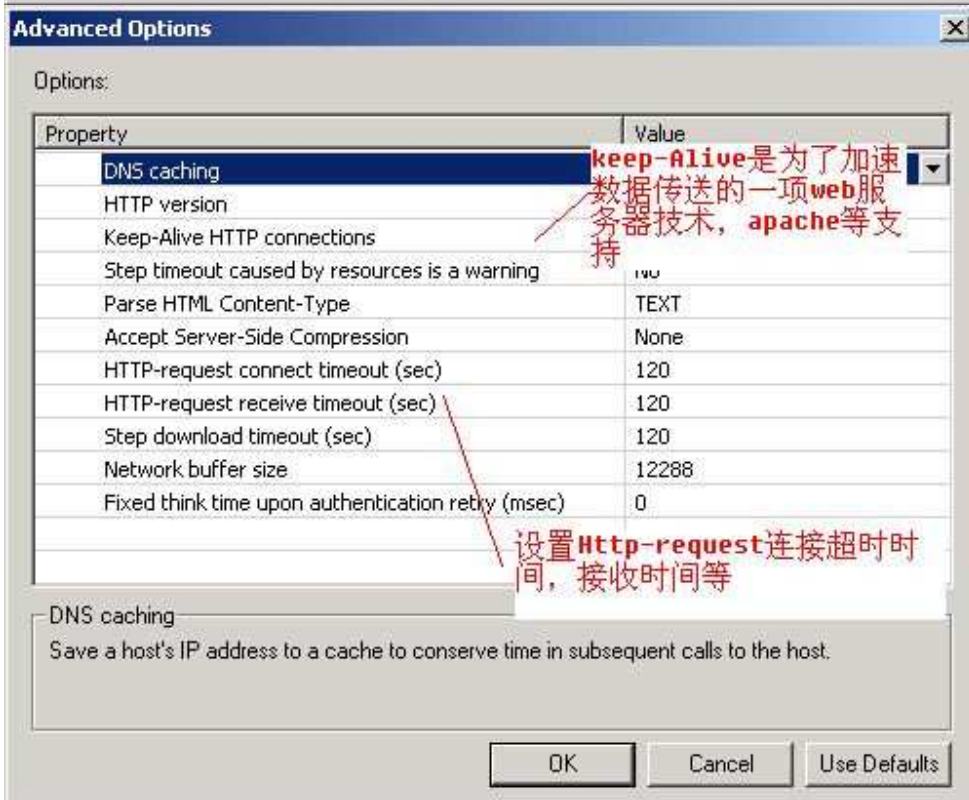 Advanced Options
Options:
Property Value
DNS caching
HTTP version
Keep-Alive HTTP connections
keep-Alive是为了加速
数据传送的一项web服
务器技术，apache等支
持
Step timeout caused by resources is a warning No
Parse HTML Content-Type TEXT
Accept Server-Side Compression None
HTTP-request connect timeout (sec) 120
HTTP-request receive timeout (sec) 120
Step download timeout (sec) 120
Network buffer size 12288
Fixed think time upon authentication retry (msec) 0
设置Http-request连接超时时
间，接收时间等
DNS caching
Save a host's IP address to a cache to conserve time in subsequent calls to the host.
OK Cancel Use Defaults